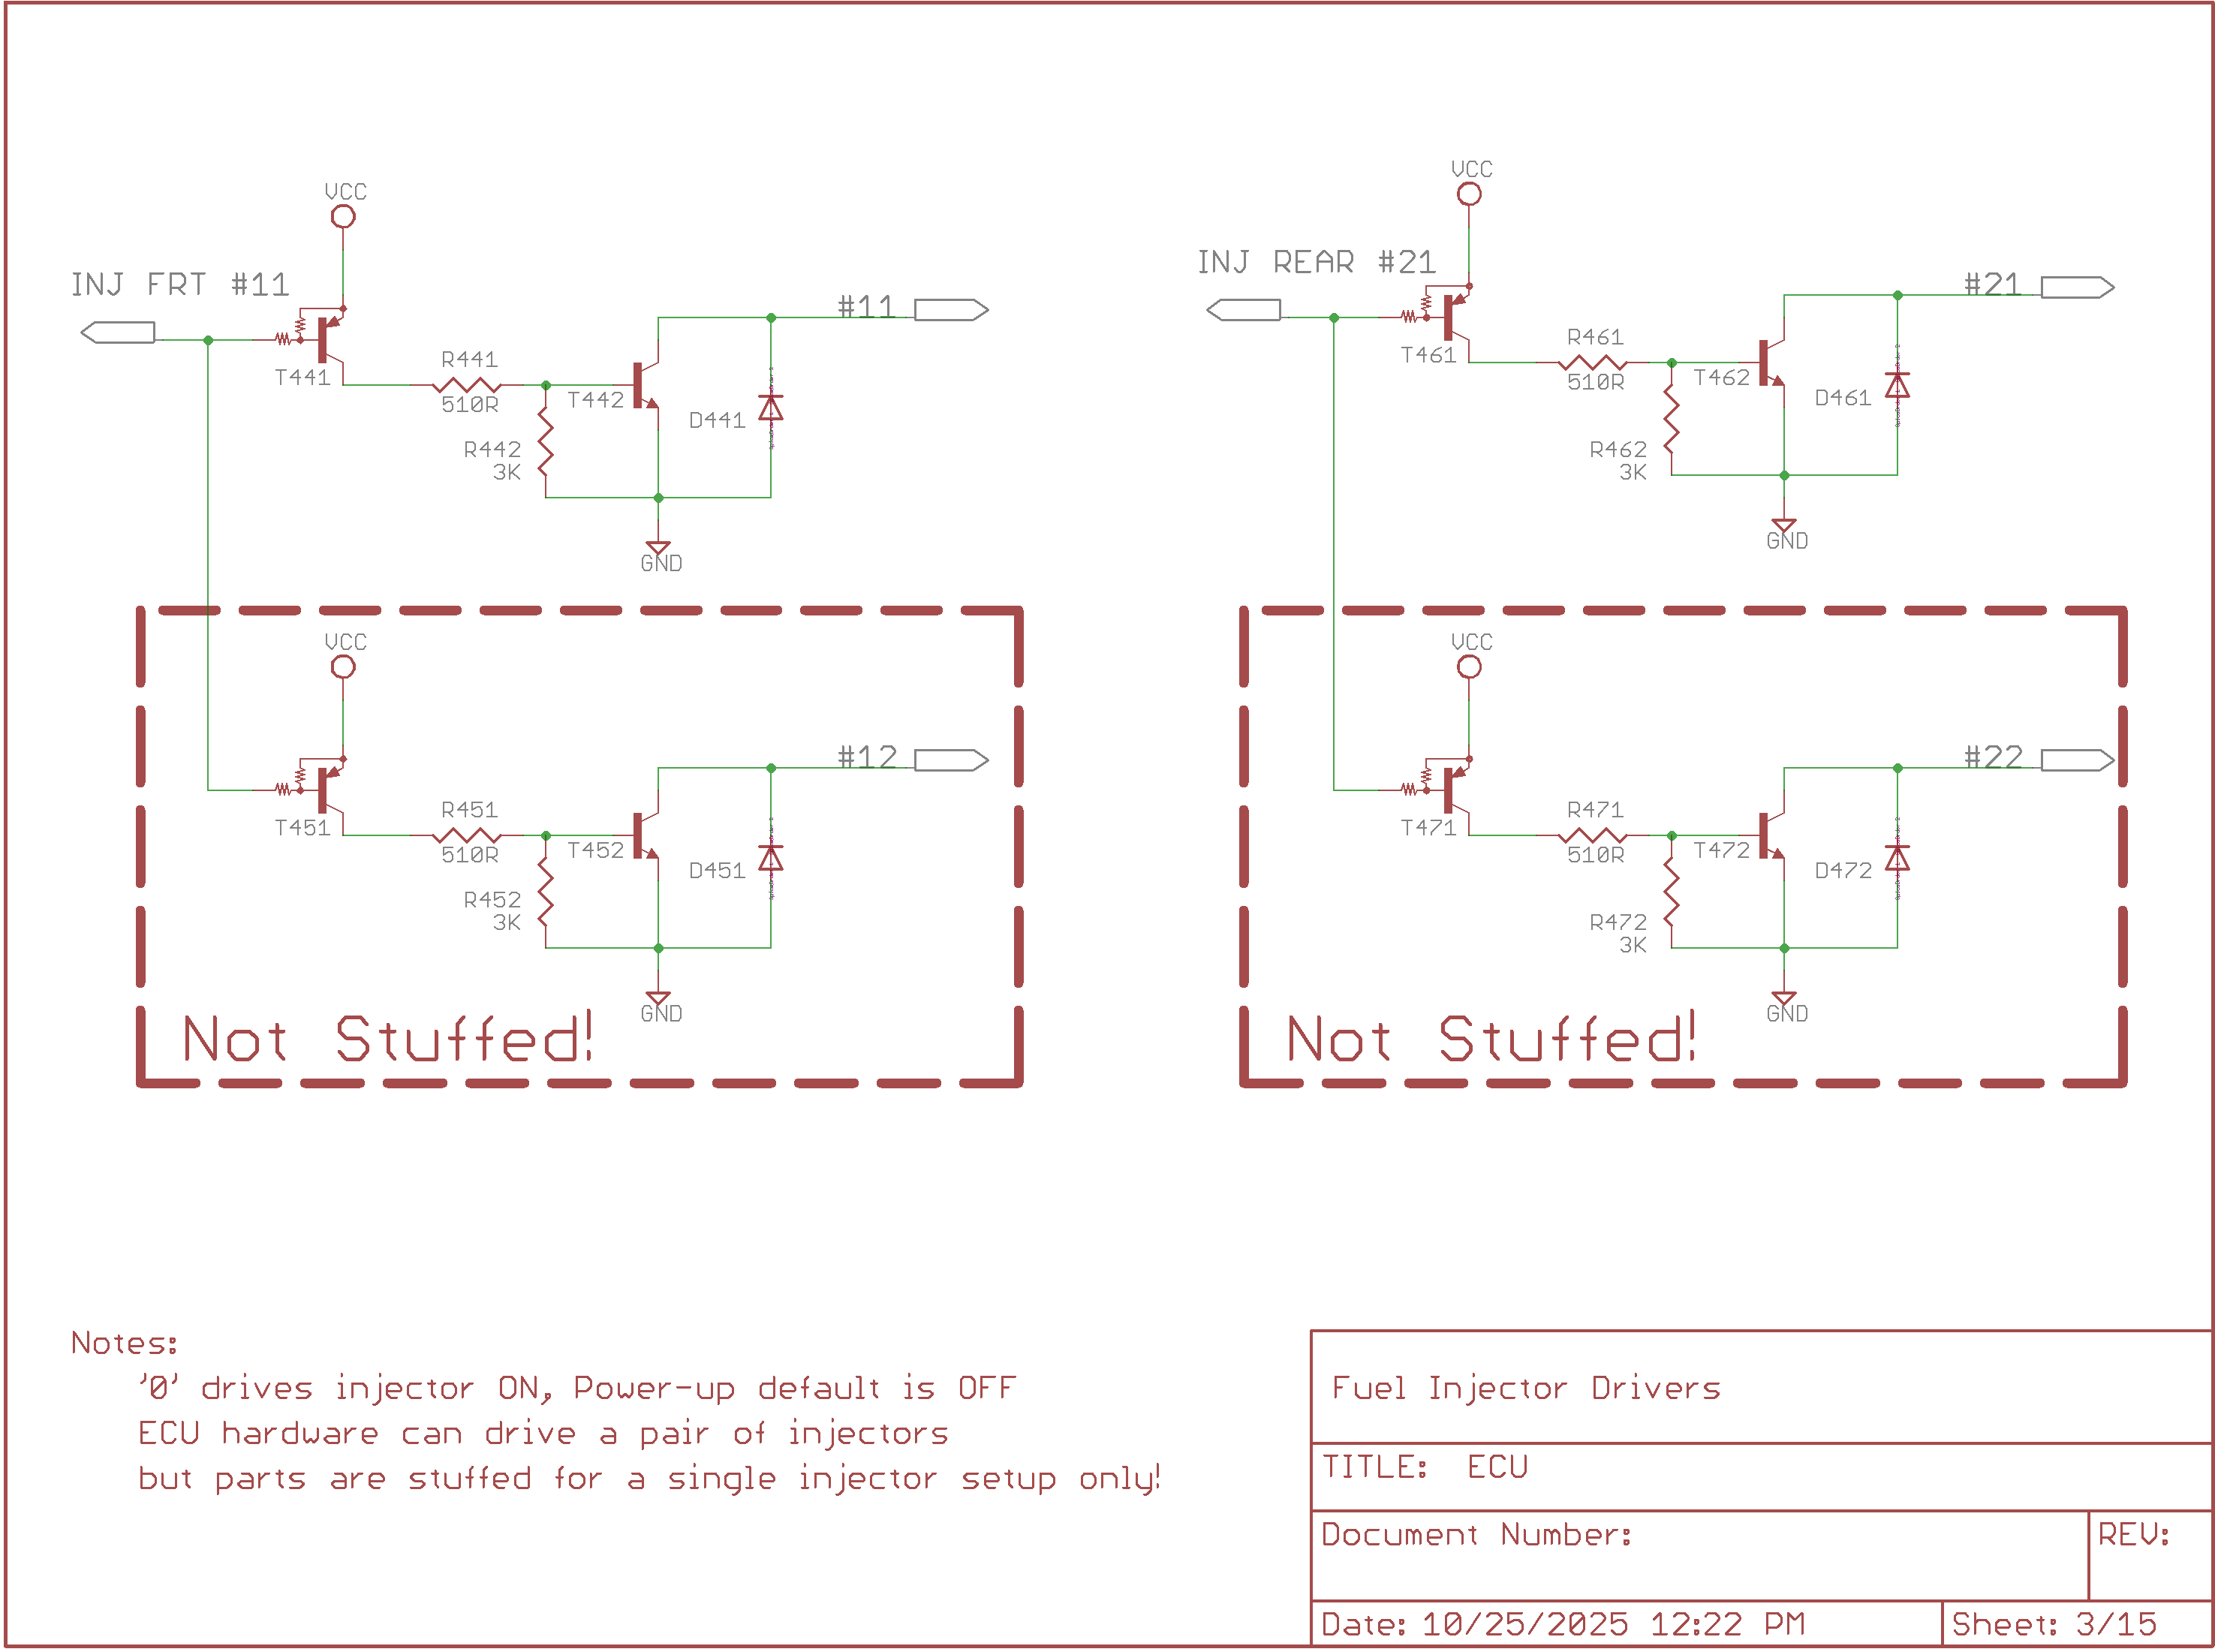 VCC
INJ FRT #11
T441
R441
510R
R442
3K
T442
D441
#11
GND
VCC
INJ REAR #21
T461
R461
510R
R462
3K
T462
D461
#21
GND
VCC
T451
R451
510R
R452
3K
T452
D451
#12
GND
Not Stuffed!
VCC
T471
R471
510R
R472
3K
T472
D472
#22
GND
Not Stuffed!
Notes:
'0' drives injector ON, Power-up default is OFF
ECU hardware can drive a pair of injectors
but parts are stuffed for a single injector setup only!
Fuel Injector Drivers
TITLE: ECU
Document Number:
REV:
Date: 10/25/2025 12:22 PM
Sheet: 3/15